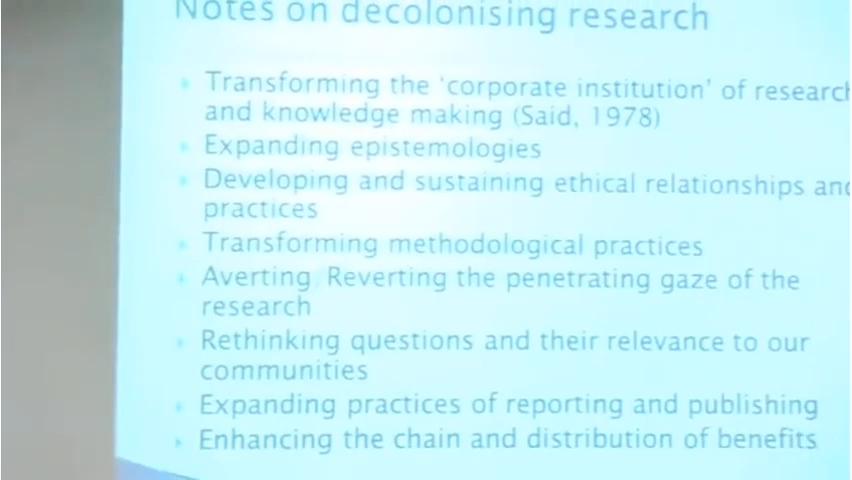 Notes on decolonising research
Transforming the ‘corporate institution’ of research
and knowledge making (Said, 1978)
Expanding epistemologies
Developing and sustaining ethical relationships and
practices
Transforming methodological practices
Averting/Reverting the penetrating gaze of the
research
Rethinking questions and their relevance to our
communities
Expanding practices of reporting and publishing
Enhancing the chain and distribution of benefits